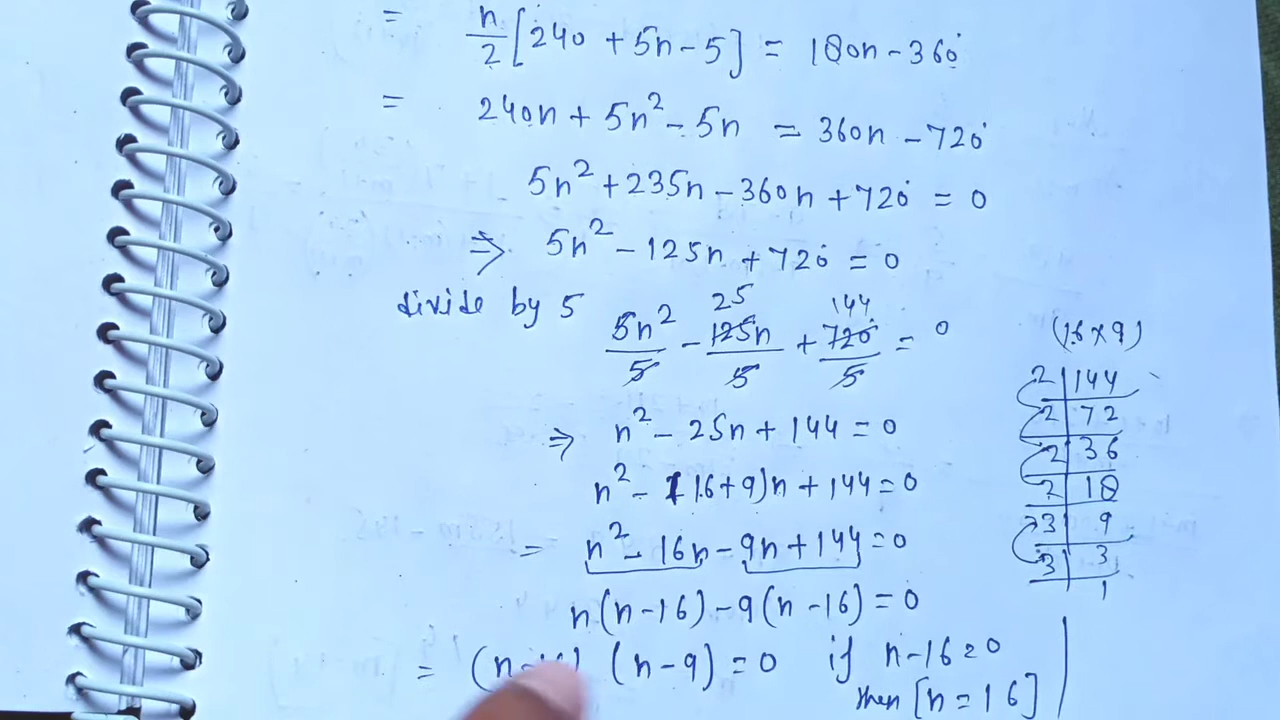 = n/2 [240 + 5n - 5] = 180n - 360°
= 240n + 5n² - 5n = 360n - 720°
5n² + 235n - 360n + 720° = 0
⇒ 5n² - 125n + 720° = 0
divide by 5
25 144
5n²/5 - 125n/5 + 720°/5 = 0
⇒ n² - 25n + 144 = 0
n² - (16+9)n + 144 = 0
= n² - 16n - 9n + 144 = 0
n(n-16) - 9(n-16) = 0
= (n-16) (n-9) = 0 if n-16=0
then [n = 16]
(16×9)
2 | 144
2 | 72
2 | 36
2 | 18
3 | 9
3 | 3
1